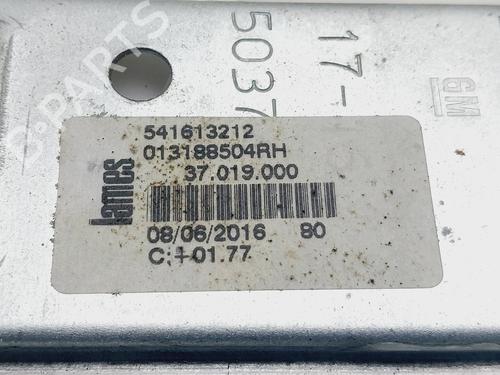 B-PARTS
17-
5037
GM
lames
541613212
013188504RH
37.019.000
08/06/2016 80
C:+01.77